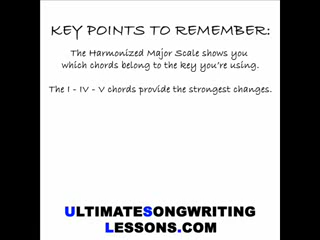 KEY POINTS TO REMEMBER:
The Harmonized Major Scale shows you
which chords belong to the key you're using.
The I - IV - V chords provide the strongest changes.
ULTIMATESONGWRITING
LESSONS.COM